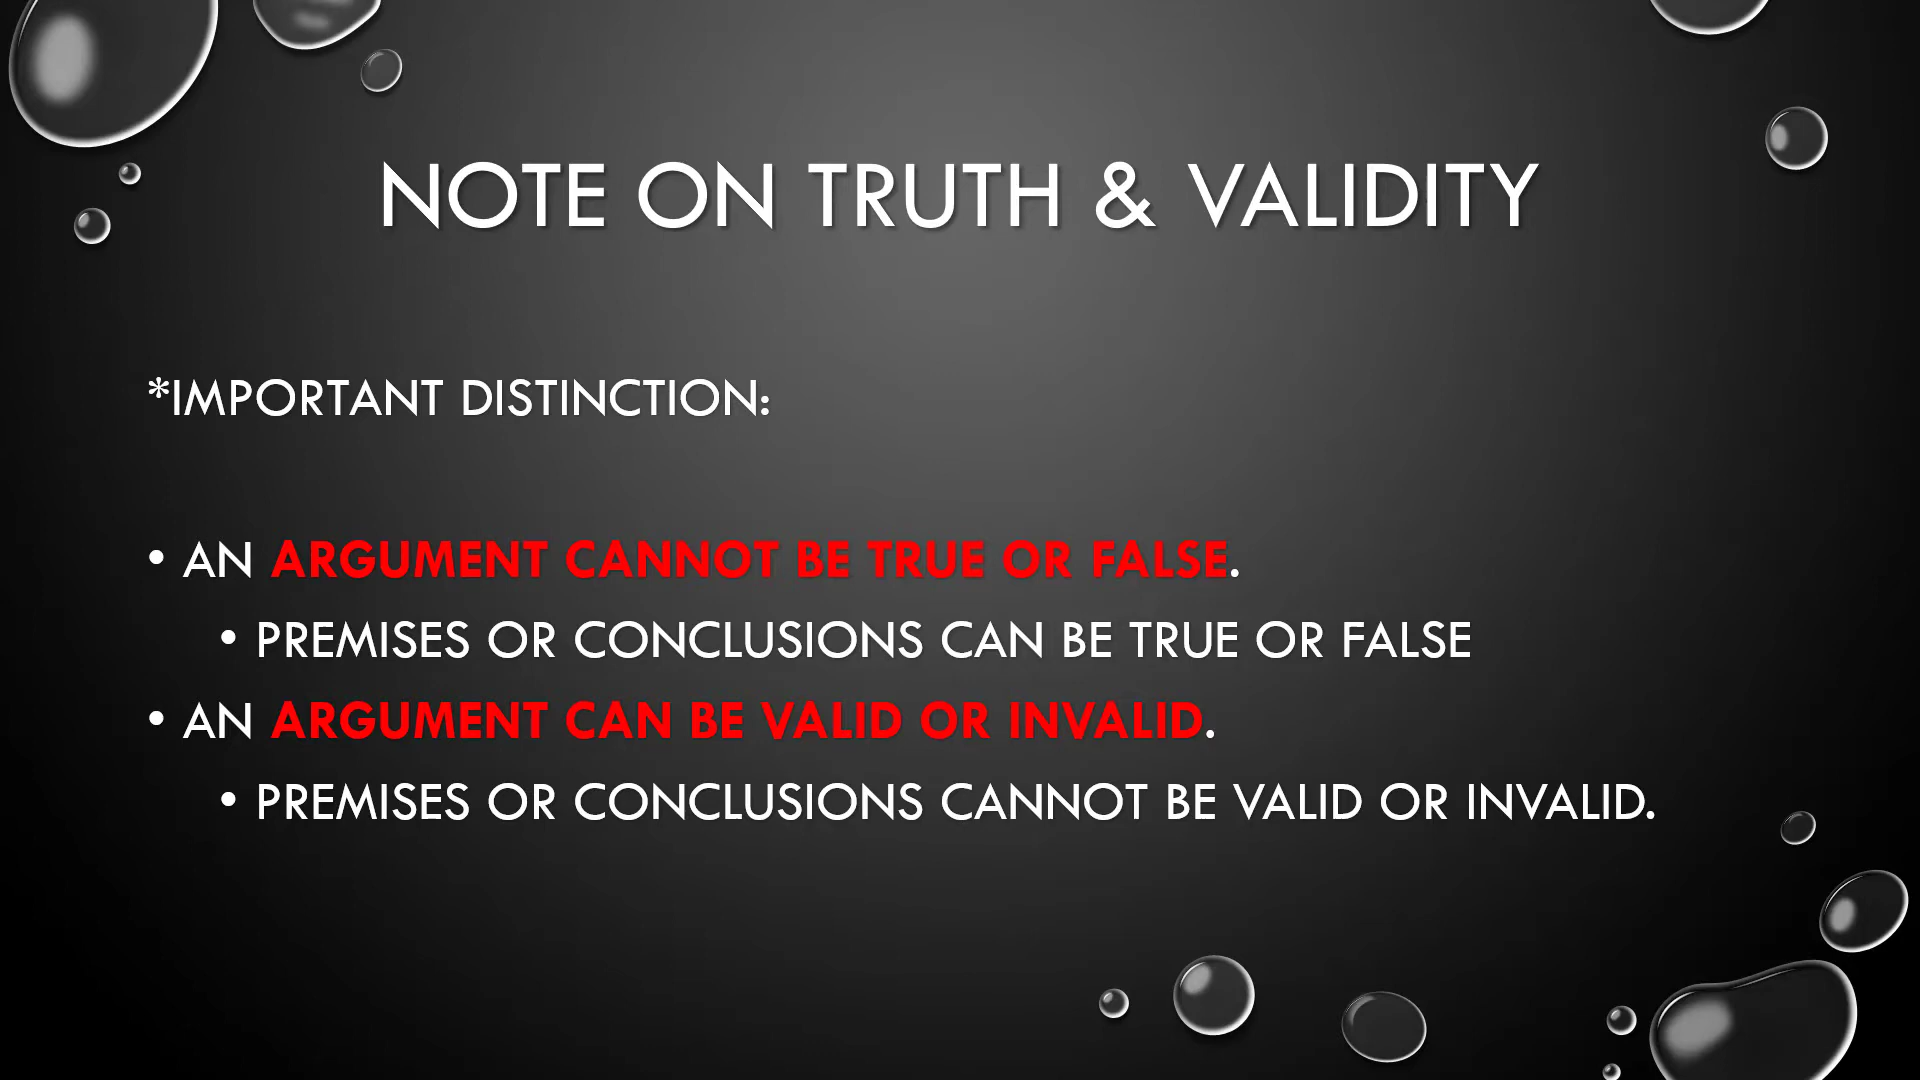 NOTE ON TRUTH & VALIDITY
*IMPORTANT DISTINCTION:
• AN ARGUMENT CANNOT BE TRUE OR FALSE.
• PREMISES OR CONCLUSIONS CAN BE TRUE OR FALSE
• AN ARGUMENT CAN BE VALID OR INVALID.
• PREMISES OR CONCLUSIONS CANNOT BE VALID OR INVALID.